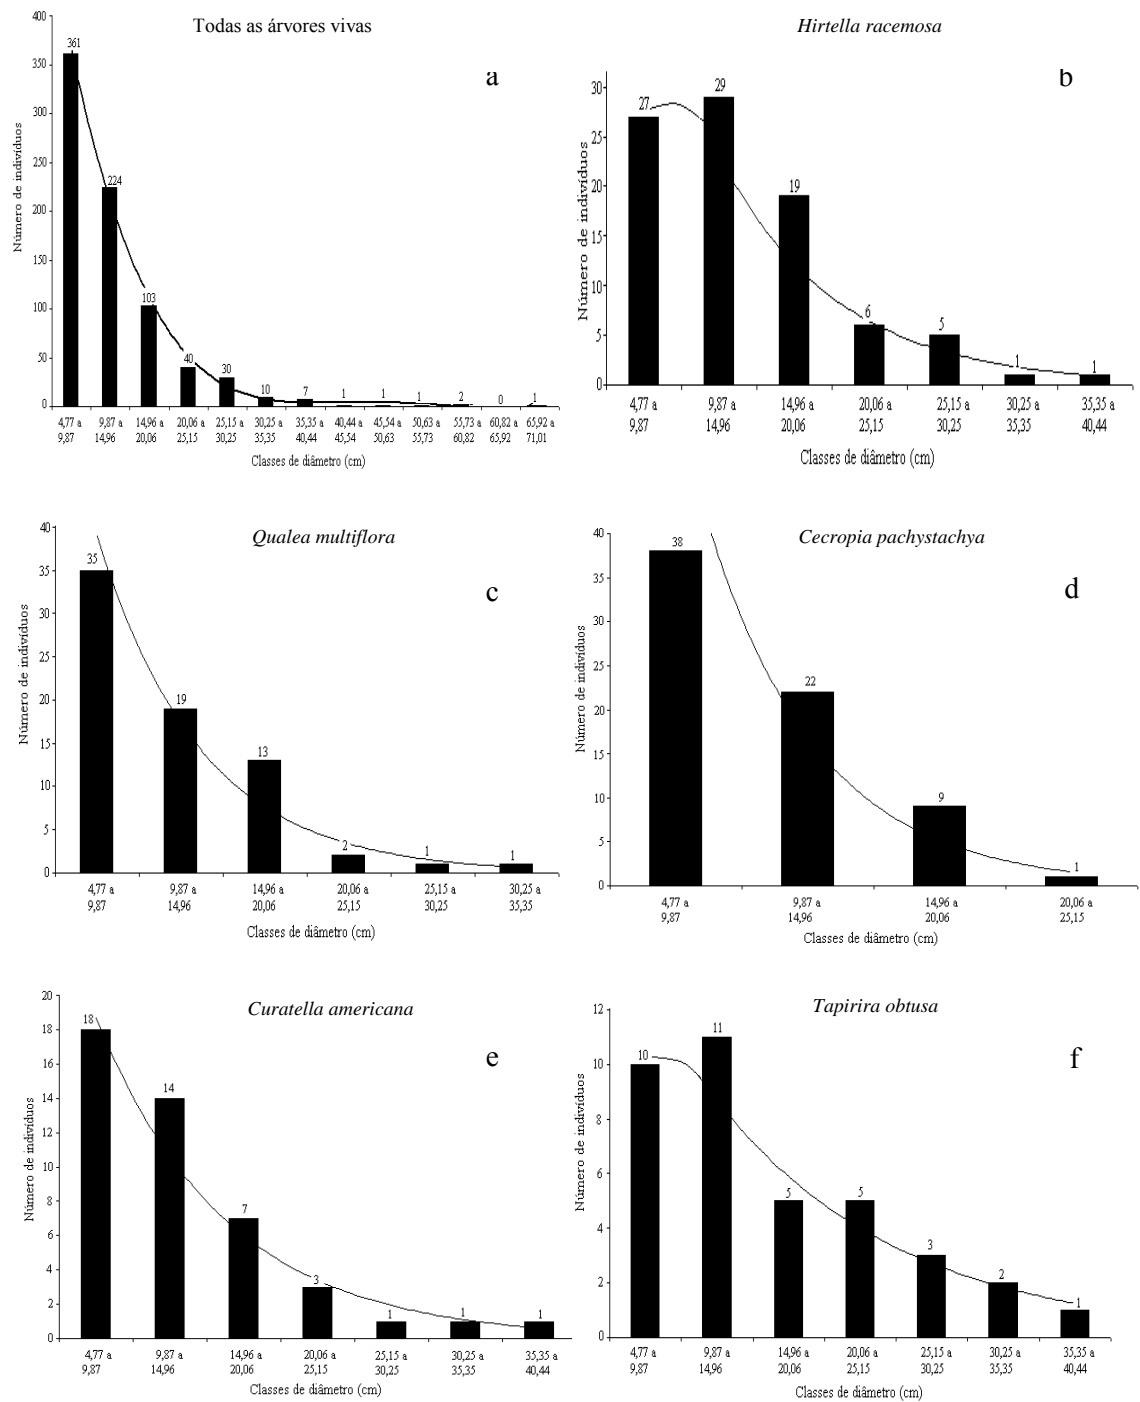 Todas as árvores vivas
a
Número de indivíduos
400
350
300
250
200
150
100
50
0
361
224
103
40
30
10
7
1
1
1
2
0
1
4,77 a 9,87 a 14,96 a 20,06 a 25,15 a 30,25 a 35,35 a 40,44 a 45,54 a 50,63 a 55,73 a 60,82 a 65,92 a
9,87 14,96 20,06 25,15 30,25 35,35 40,44 45,54 50,63 55,73 60,82 65,92 71,01
Classes de diâmetro (cm)
Hirtella racemosa
b
Número de indivíduos
30
25
20
15
10
5
0
27
29
19
6
5
1
1
4,77 a 9,87 a 14,96 a 20,06 a 25,15 a 30,25 a 35,35 a
9,87 14,96 20,06 25,15 30,25 35,35 40,44
Classes de diâmetro (cm)
Qualea multiflora
c
Número de indivíduos
40
35
30
25
20
15
10
5
0
35
19
13
2
1
1
4,77 a 9,87 a 14,96 a 20,06 a 25,15 a 30,25 a
9,87 14,96 20,06 25,15 30,25 35,35
Classes de diâmetro (cm)
Cecropia pachystachya
d
Número de indivíduos
40
35
30
25
20
15
10
5
0
38
22
9
1
4,77 a 9,87 a 14,96 a 20,06 a
9,87 14,96 20,06 25,15
Classes de diâmetro (cm)
Curatella americana
e
Número de indivíduos
20
18
16
14
12
10
8
6
4
2
0
18
14
7
3
1
1
1
4,77 a 9,87 a 14,96 a 20,06 a 25,15 a 30,25 a 35,35 a
9,87 14,96 20,06 25,15 30,25 35,35 40,44
Classes de diâmetro (cm)
Tapirira obtusa
f
Número de indivíduos
12
10
8
6
4
2
0
10
11
5
5
3
2
1
4,77 a 9,87 a 14,96 a 20,06 a 25,15 a 30,25 a 35,35 a
9,87 14,96 20,06 25,15 30,25 35,35 40,44
Classes de diâmetro (cm)